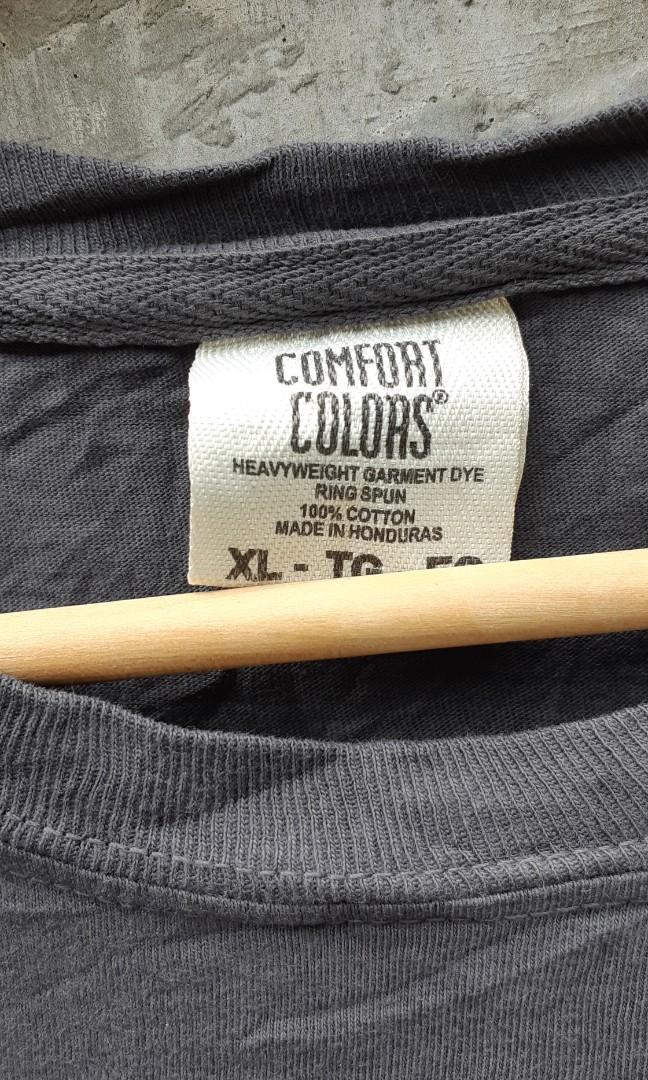 COMFORT
COLORS®
HEAVYWEIGHT GARMENT DYE
RING SPUN
100% COTTON
MADE IN HONDURAS
XL - TG